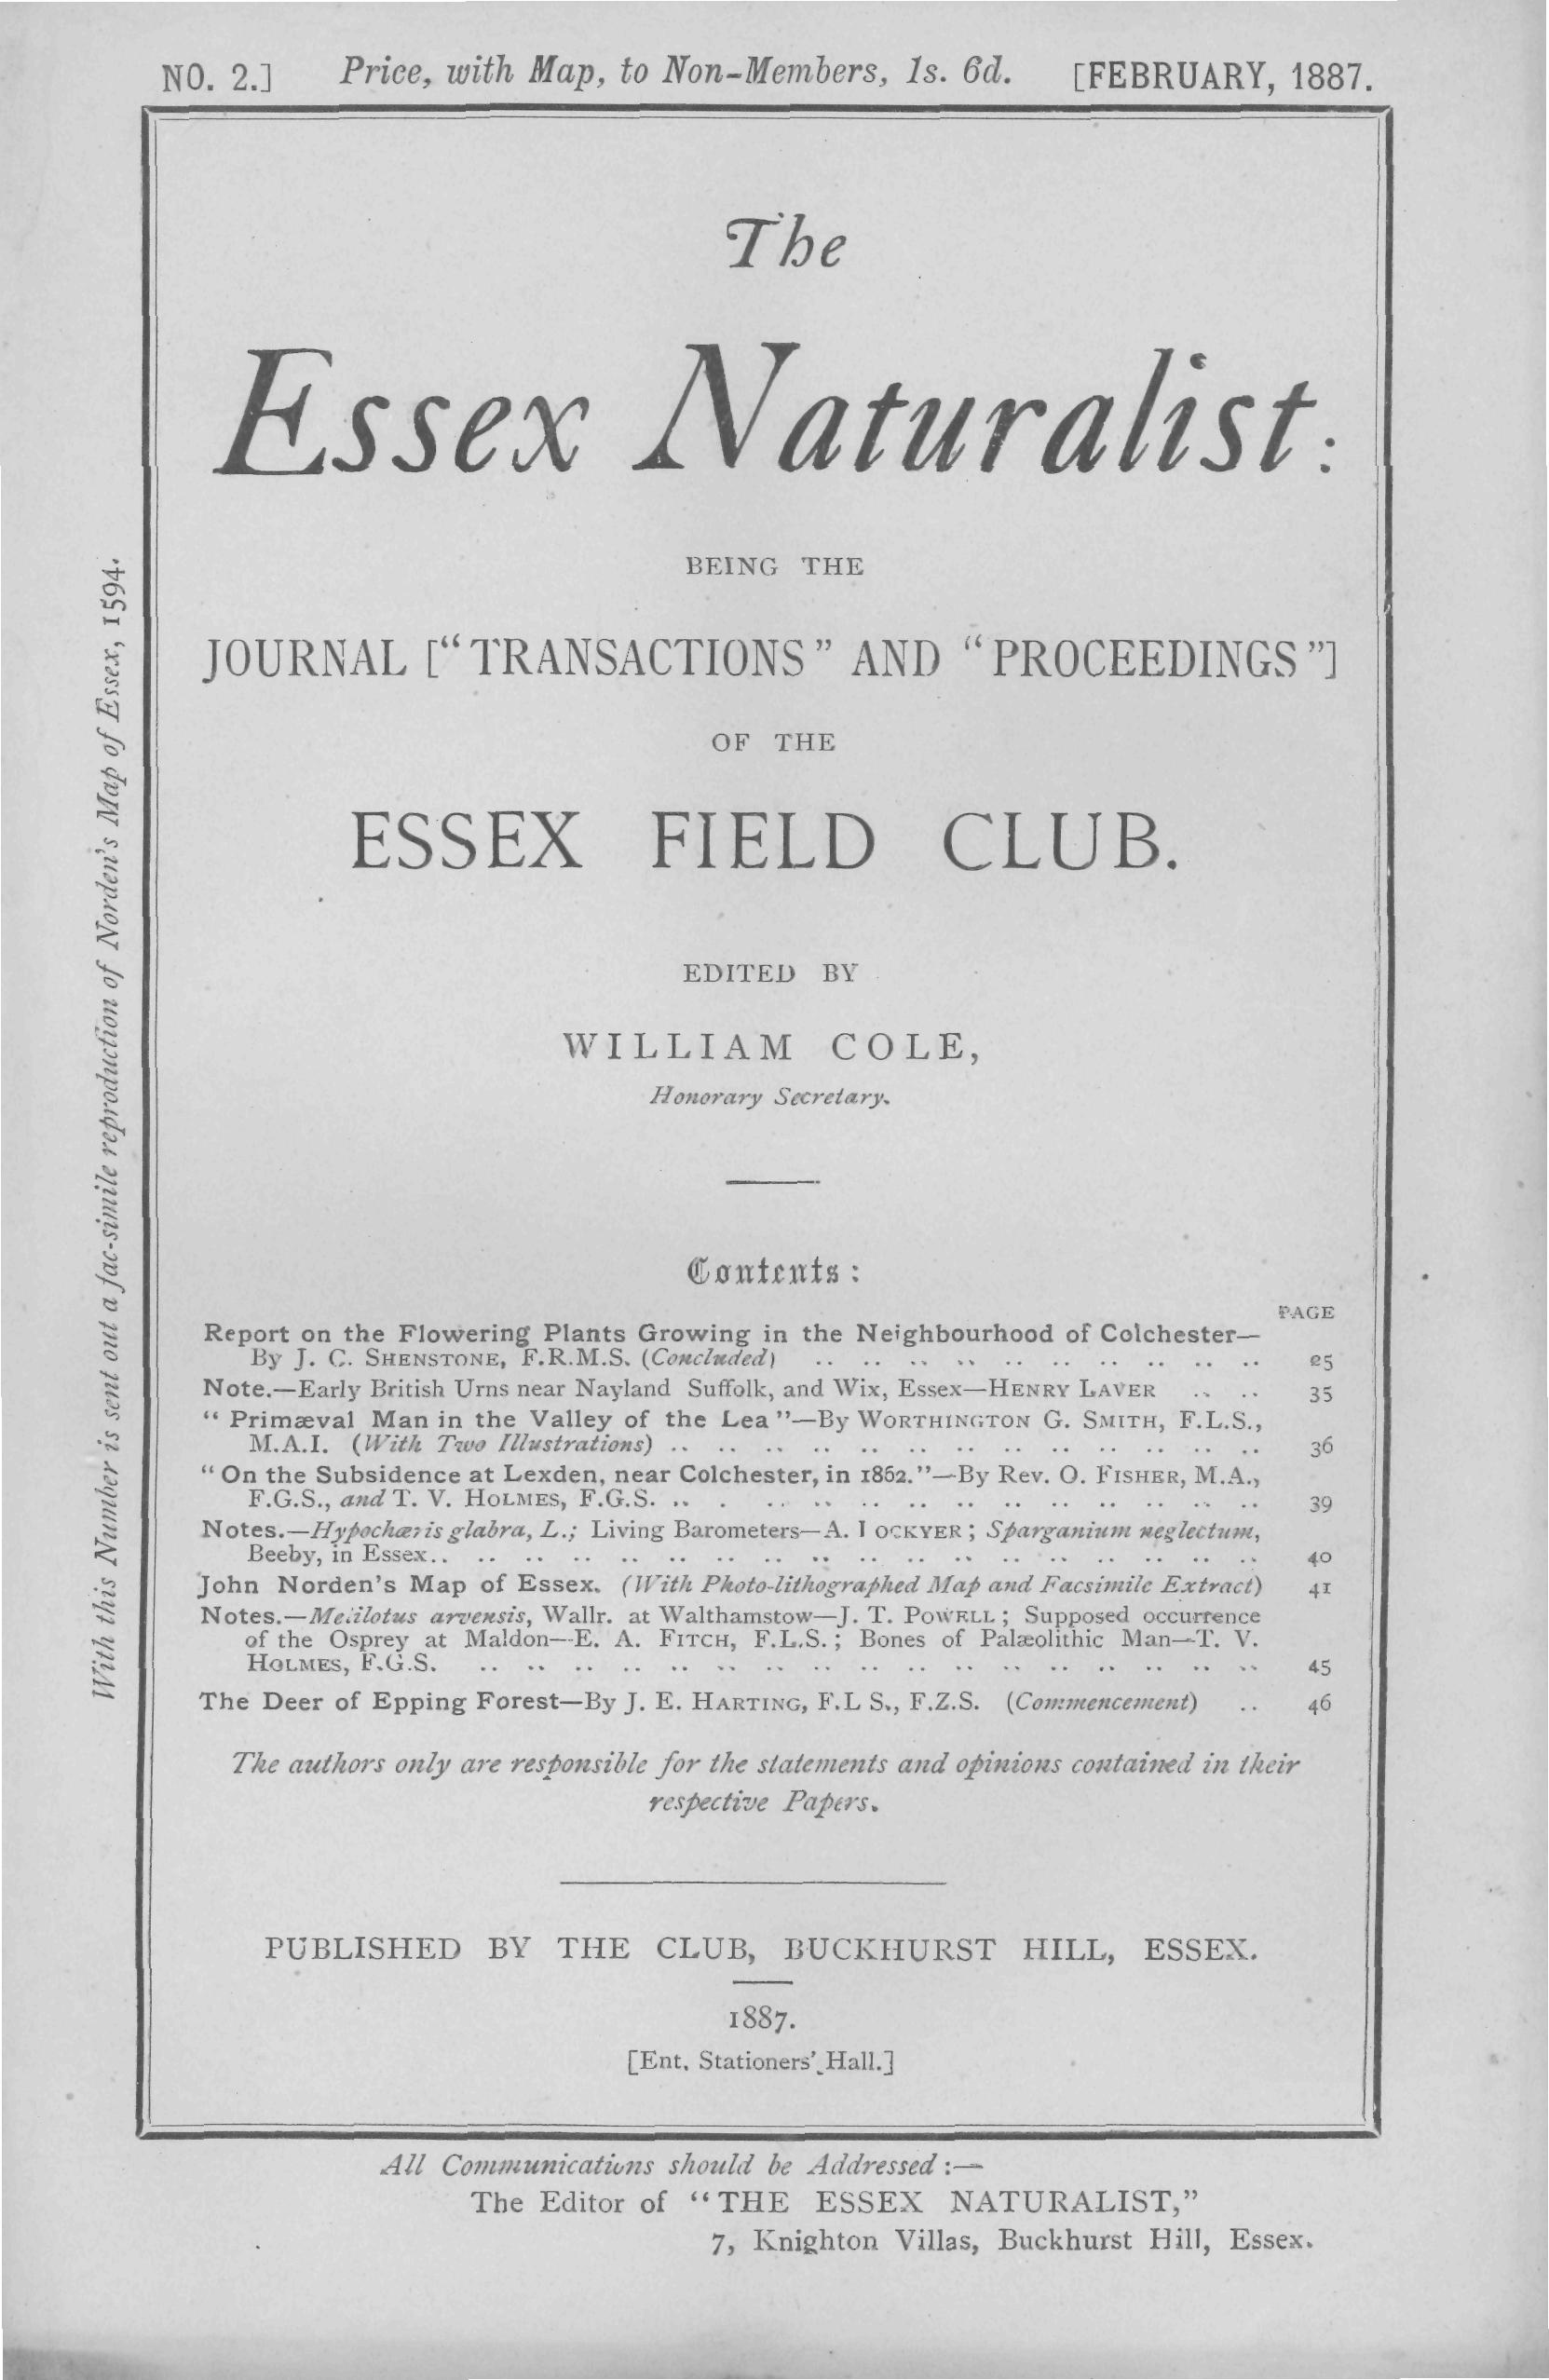 NO. 2.] Price, with Map, to Non-Members, 1s. 6d. [FEBRUARY, 1887.
The
Essex Naturalist:
BEING THE
JOURNAL ["TRANSACTIONS" AND "PROCEEDINGS"]
OF THE
ESSEX FIELD CLUB.
EDITED BY
WILLIAM COLE,
Honorary Secretary.
With this Number is sent out a fac-simile reproduction of Norden's Map of Essex, 1594.
Contents:
PAGE
Report on the Flowering Plants Growing in the Neighbourhood of Colchester—
By J. C. SHENSTONE, F.R.M.S. (Concluded) .. .. .. .. .. .. .. .. .. .. 25
Note.—Early British Urns near Nayland Suffolk, and Wix, Essex—HENRY LAVER .. .. 35
"Primæval Man in the Valley of the Lea"—By WORTHINGTON G. SMITH, F.L.S.,
M.A.I. (With Two Illustrations) .. .. .. .. .. .. .. .. .. .. .. .. .. 36
"On the Subsidence at Lexden, near Colchester, in 1862."—By Rev. O. FISHER, M.A.,
F.G.S., and T. V. HOLMES, F.G.S. .. . .. .. .. .. .. .. .. .. .. .. .. 39
Notes.—Hypochæris glabra, L.; Living Barometers—A. LOCKYER; Sparganium neglectum,
Beeby, in Essex.. .. .. .. .. .. .. .. .. .. .. .. .. .. .. .. .. .. 40
John Norden's Map of Essex. (With Photo-lithographed Map and Facsimile Extract) 41
Notes.—Melilotus arvensis, Wallr. at Walthamstow—J. T. POWELL; Supposed occurrence
of the Osprey at Maldon—E. A. FITCH, F.L.S.; Bones of Palæolithic Man—T. V.
HOLMES, F.G.S. .. .. .. .. .. .. .. .. .. .. .. .. .. .. .. .. .. 45
The Deer of Epping Forest—By J. E. HARTING, F.L S., F.Z.S. (Commencement) .. 46
The authors only are responsible for the statements and opinions contained in their
respective Papers.
PUBLISHED BY THE CLUB, BUCKHURST HILL, ESSEX.
1887.
[Ent. Stationers' Hall.]
All Communications should be Addressed:—
The Editor of "THE ESSEX NATURALIST,"
7, Knighton Villas, Buckhurst Hill, Essex.